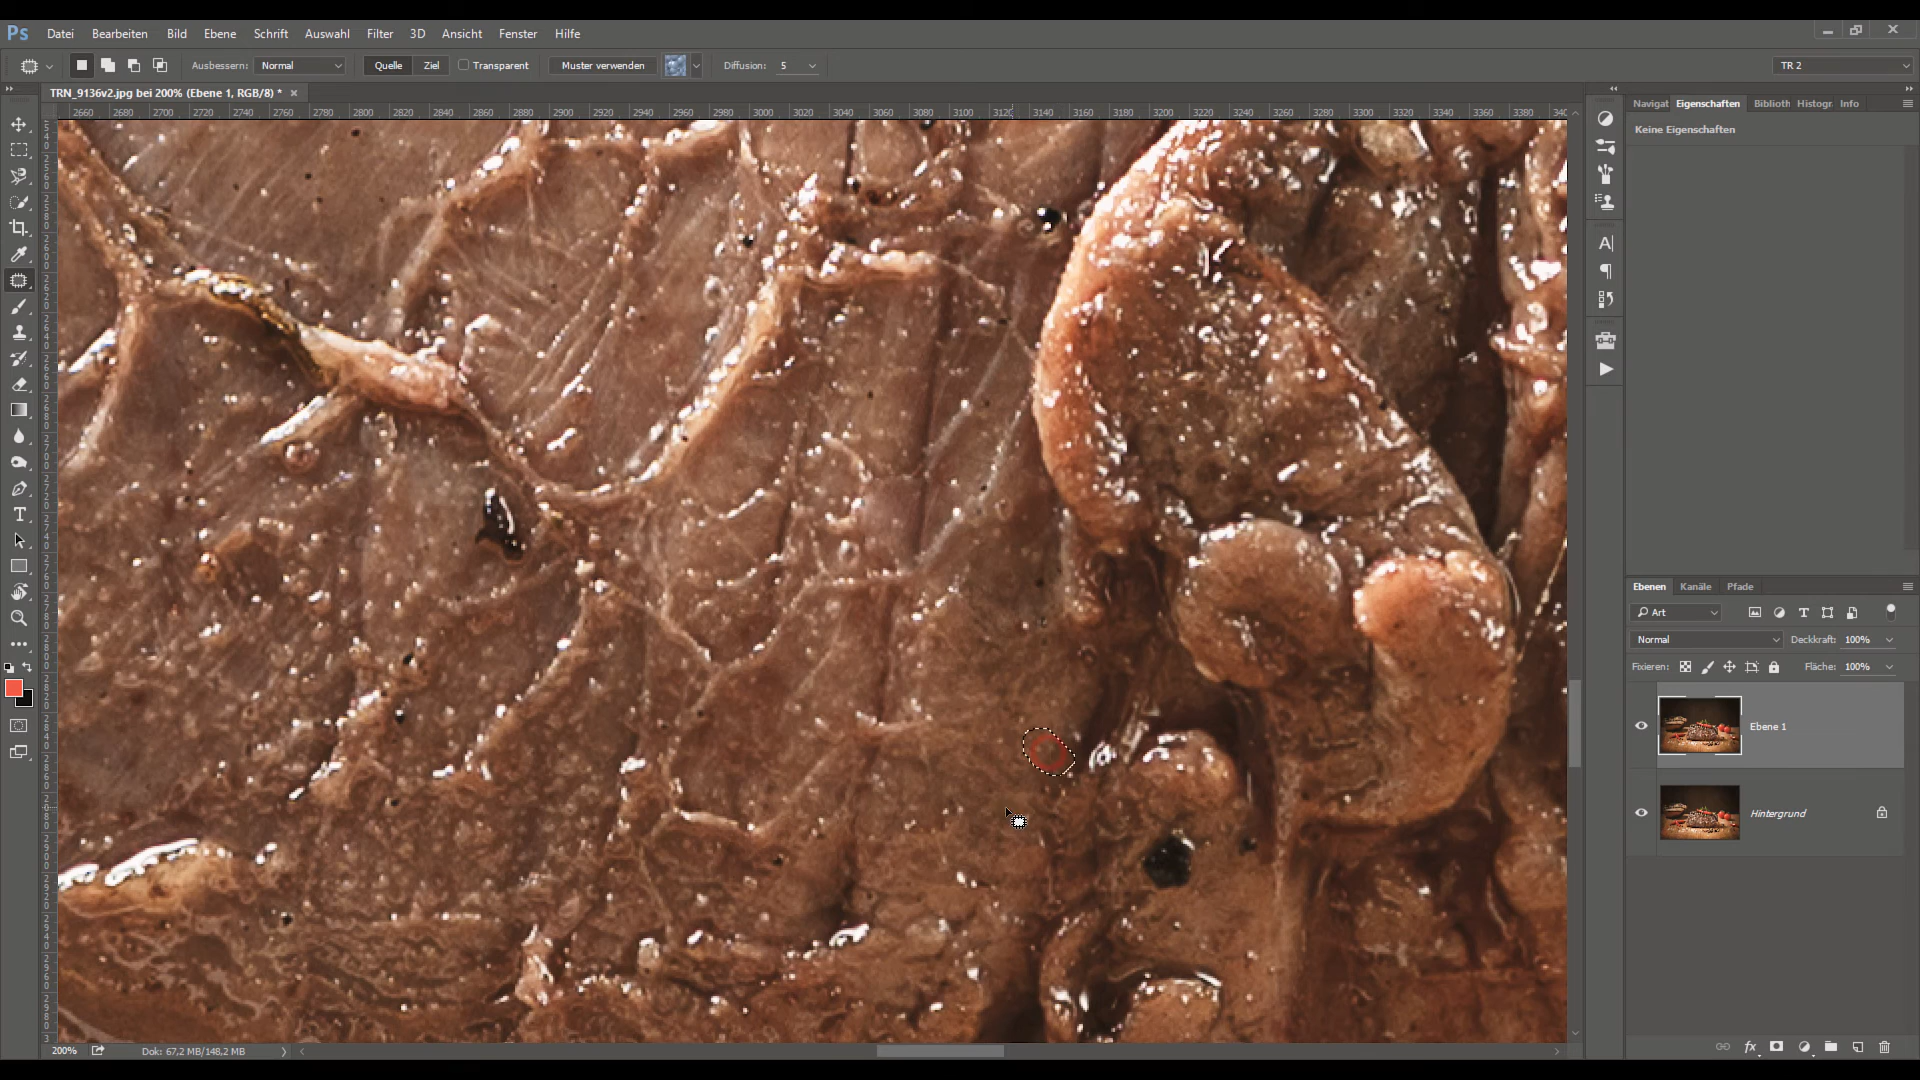 Ps Datei Bearbeiten Bild Ebene Schrift Auswahl Filter 3D Ansicht Fenster Hilfe
Ausbessern: Normal Quelle Ziel Transparent Muster verwenden Diffusion: 5 TR 2
TRN_9136v2.jpg bei 200% (Ebene 1, RGB/8) *
2660 2680 2700 2720 2740 2760 2780 2800 2820 2840 2860 2880 2900 2920 2940 2960 2980 3000 3020 3040 3060 3080 3100 3120 3140 3160 3180 3200 3220 3240 3260 3280 3300 3320 3340 3360 3380 340
Navigat Eigenschaften Biblioth Histogr Info
Keine Eigenschaften
Ebenen Kanäle Pfade
Art
Normal Deckkraft: 100%
Fixieren: Fläche: 100%
Ebene 1
Hintergrund
200% Dok: 67,2 MB/148,2 MB